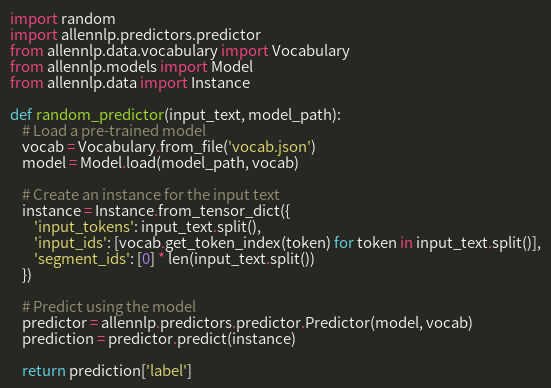 import random
import allennlp.predictors.predictor
from allennlp.data.vocabulary import Vocabulary
from allennlp.models import Model
from allennlp.data import Instance

def random_predictor(input_text, model_path):
    # Load a pre-trained model
    vocab = Vocabulary.from_file('vocab.json')
    model = Model.load(model_path, vocab)

    # Create an instance for the input text
    instance = Instance.from_tensor_dict({
        'input_tokens': input_text.split(),
        'input_ids': [vocab.get_token_index(token) for token in input_text.split()],
        'segment_ids': [0] * len(input_text.split())
    })

    # Predict using the model
    predictor = allennlp.predictors.predictor.Predictor(model, vocab)
    prediction = predictor.predict(instance)

    return prediction['label']